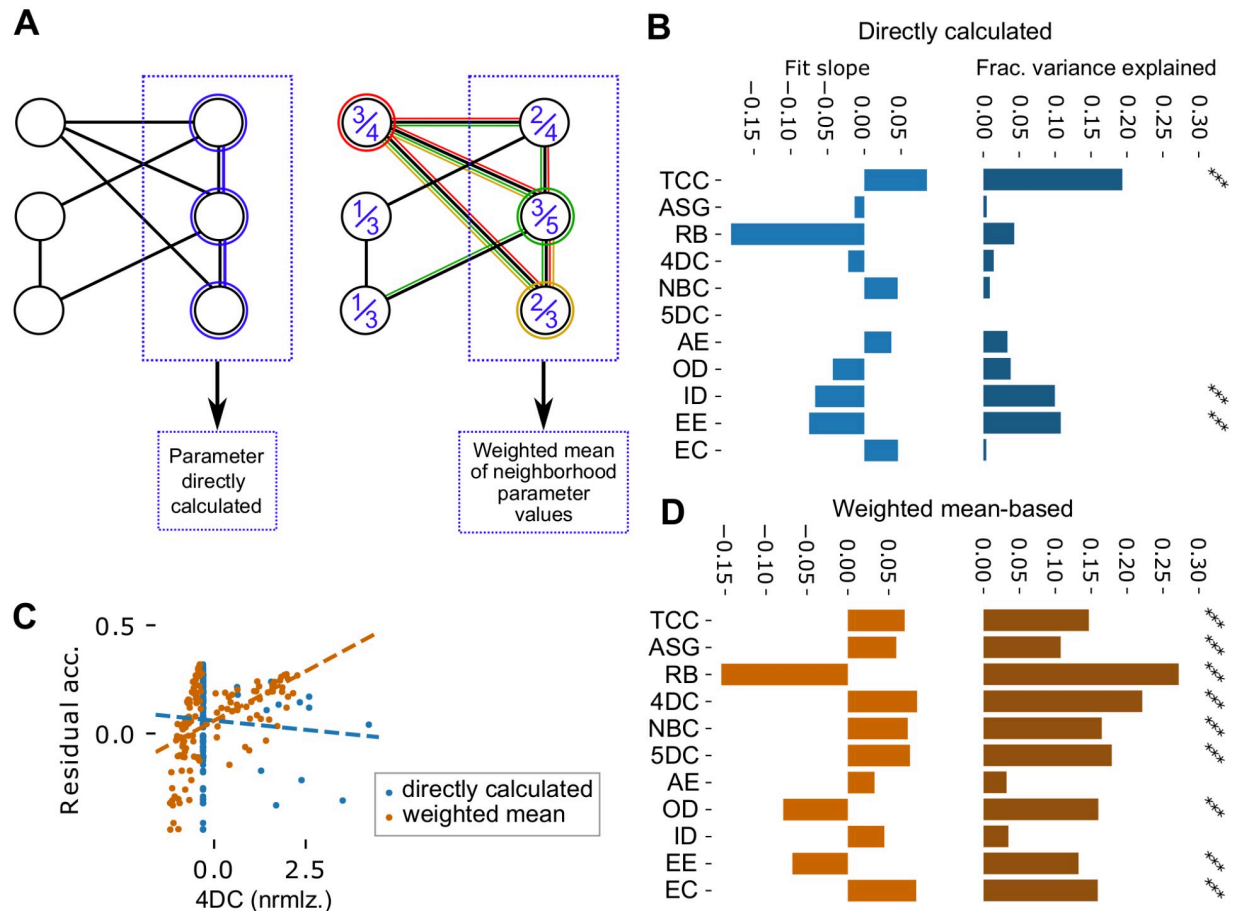 A
3/4
2/4
1/3
3/5
1/3
2/3
Parameter
directly
calculated
Weighted mean
of neighborhood
parameter
values
B
Directly calculated
Fit slope
Frac. variance explained
−0.15
−0.10
−0.05
0.00
0.05
0.00
0.05
0.10
0.15
0.20
0.25
0.30
TCC
***
ASG
RB
4DC
NBC
5DC
AE
OD
ID
***
EE
***
EC
C
Residual acc.
0.5
0.0
0.0
2.5
4DC (nrmlz.)
directly calculated
weighted mean
D
Weighted mean-based
−0.15
−0.10
−0.05
0.00
0.05
0.00
0.05
0.10
0.15
0.20
0.25
0.30
TCC
***
ASG
***
RB
***
4DC
***
NBC
***
5DC
***
AE
OD
***
ID
EE
***
EC
***